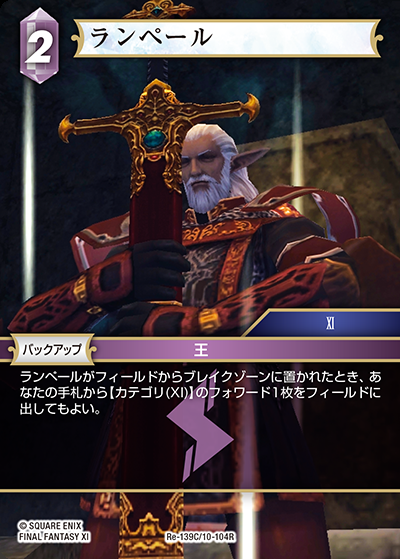 2
ランペール
XI
バックアップ
王
ランペールがフィールドからブレイクゾーンに置かれたとき、あ
なたの手札から【カテゴリ(XI)】のフォワード1枚をフィールドに
出してもよい。
© SQUARE ENIX
FINAL FANTASY XI
Re-139C/10-104R